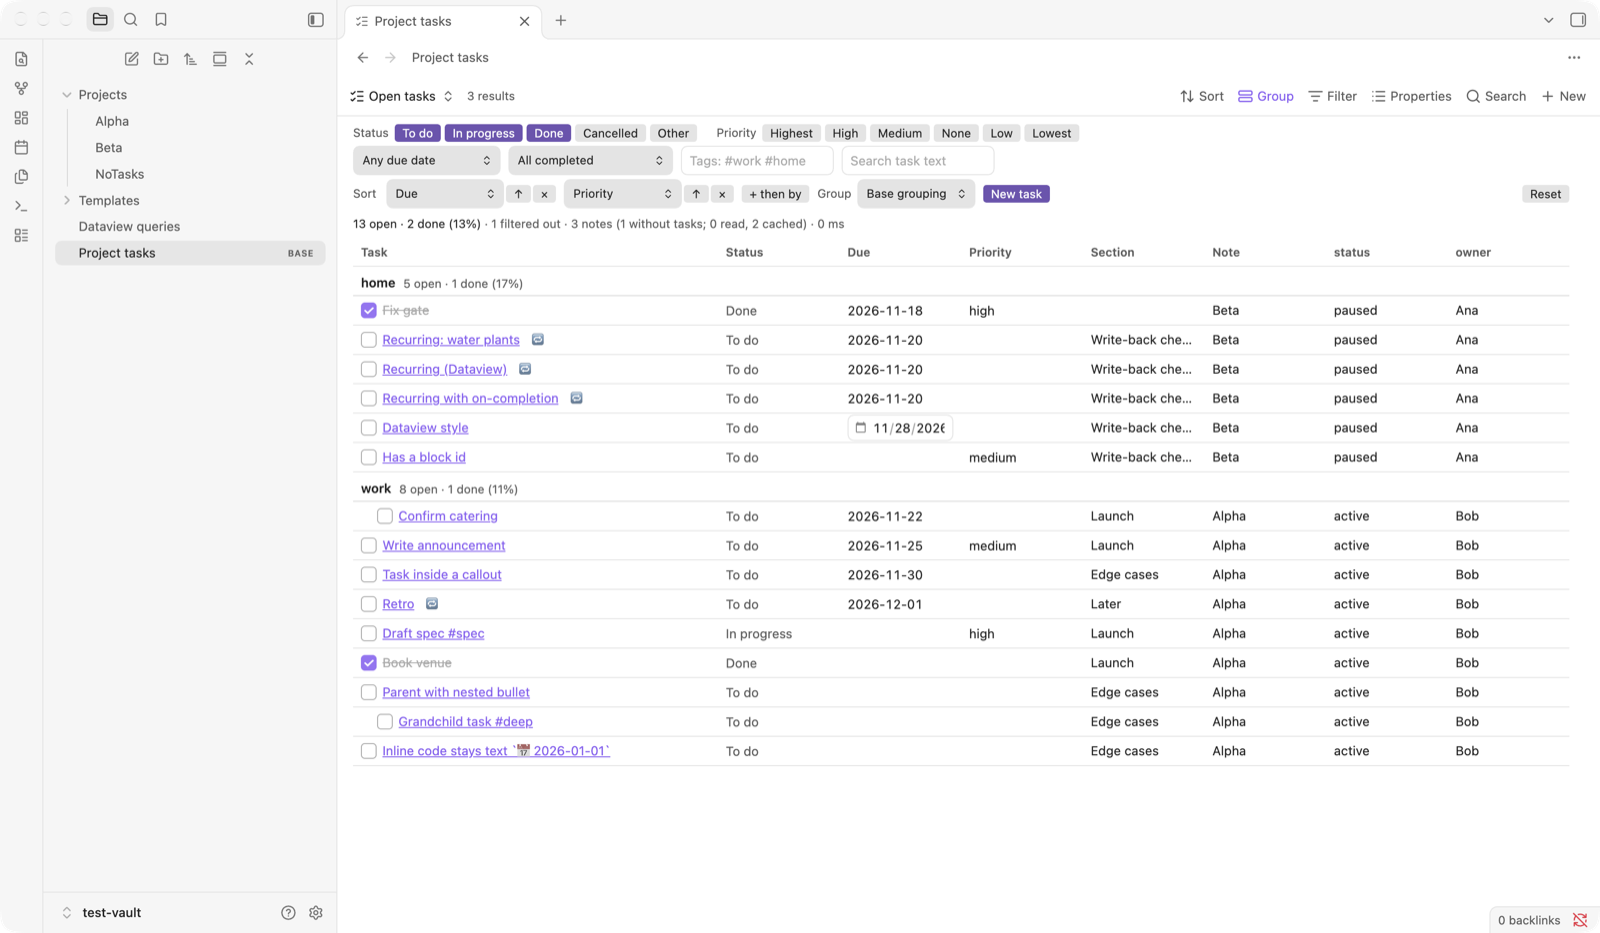 Project tasks
Projects
Alpha
Beta
NoTasks
Templates
Dataview queries
Project tasks BASE
test-vault
Project tasks
Open tasks 3 results Sort Group Filter Properties Search New
Status To do In progress Done Cancelled Other Priority Highest High Medium None Low Lowest
Any due date All completed Tags: #work #home Search task text
Sort Due ↑ × Priority ↑ × + then by Group Base grouping New task Reset
13 open · 2 done (13%) · 1 filtered out · 3 notes (1 without tasks; 0 read, 2 cached) · 0 ms
Task Status Due Priority Section Note status owner
home 5 open · 1 done (17%)
Fix gate Done 2026-11-18 high Beta paused Ana
Recurring: water plants 🔁 To do 2026-11-20 Write-back che... Beta paused Ana
Recurring (Dataview) 🔁 To do 2026-11-20 Write-back che... Beta paused Ana
Recurring with on-completion 🔁 To do 2026-11-20 Write-back che... Beta paused Ana
Dataview style To do 11/28/2026 Write-back che... Beta paused Ana
Has a block id To do medium Write-back che... Beta paused Ana
work 8 open · 1 done (11%)
Confirm catering To do 2026-11-22 Launch Alpha active Bob
Write announcement To do 2026-11-25 medium Launch Alpha active Bob
Task inside a callout To do 2026-11-30 Edge cases Alpha active Bob
Retro 🔁 To do 2026-12-01 Later Alpha active Bob
Draft spec #spec In progress high Launch Alpha active Bob
Book venue Done Launch Alpha active Bob
Parent with nested bullet To do Edge cases Alpha active Bob
Grandchild task #deep To do Edge cases Alpha active Bob
Inline code stays text `📅 2026-01-01` To do Edge cases Alpha active Bob
0 backlinks